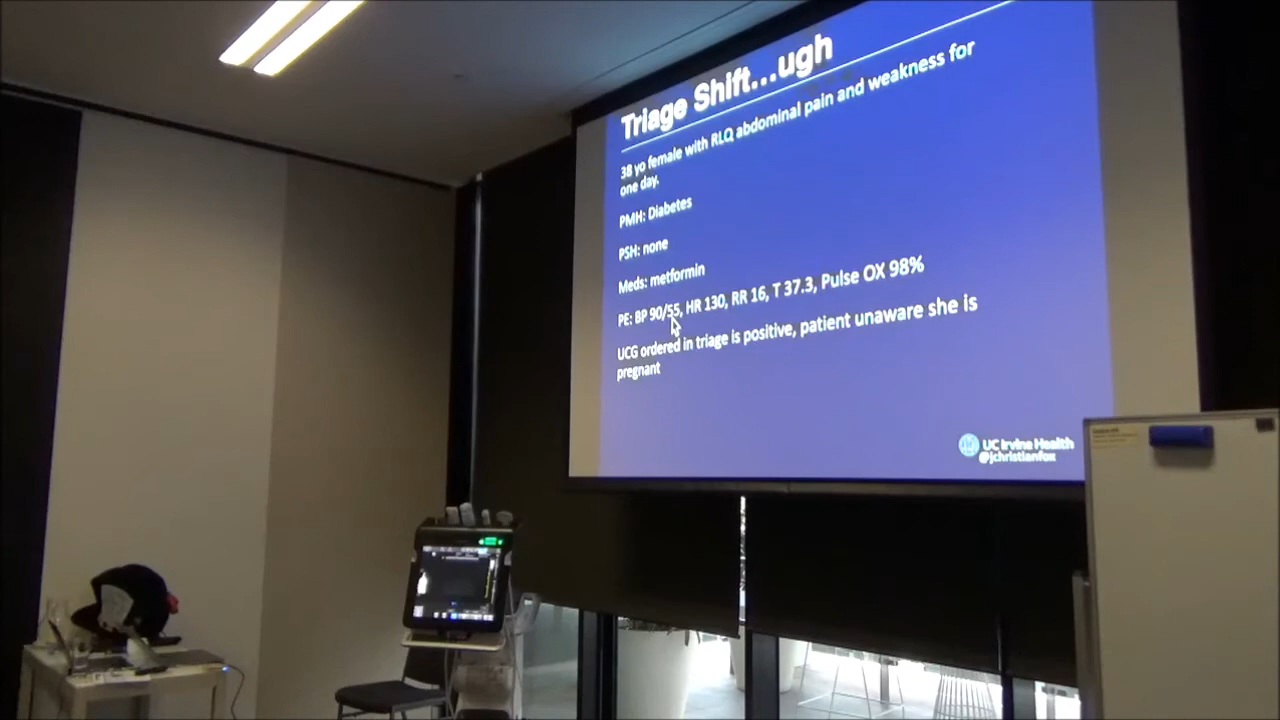 Triage Shift...ugh
38 yo female with RLQ abdominal pain and weakness for
one day.
PMH: Diabetes
PSH: none
Meds: metformin
PE: BP 90/55, HR 130, RR 16, T 37.3, Pulse OX 98%
UCG ordered in triage is positive, patient unaware she is
pregnant
UC Irvine Health
@jchristianfox